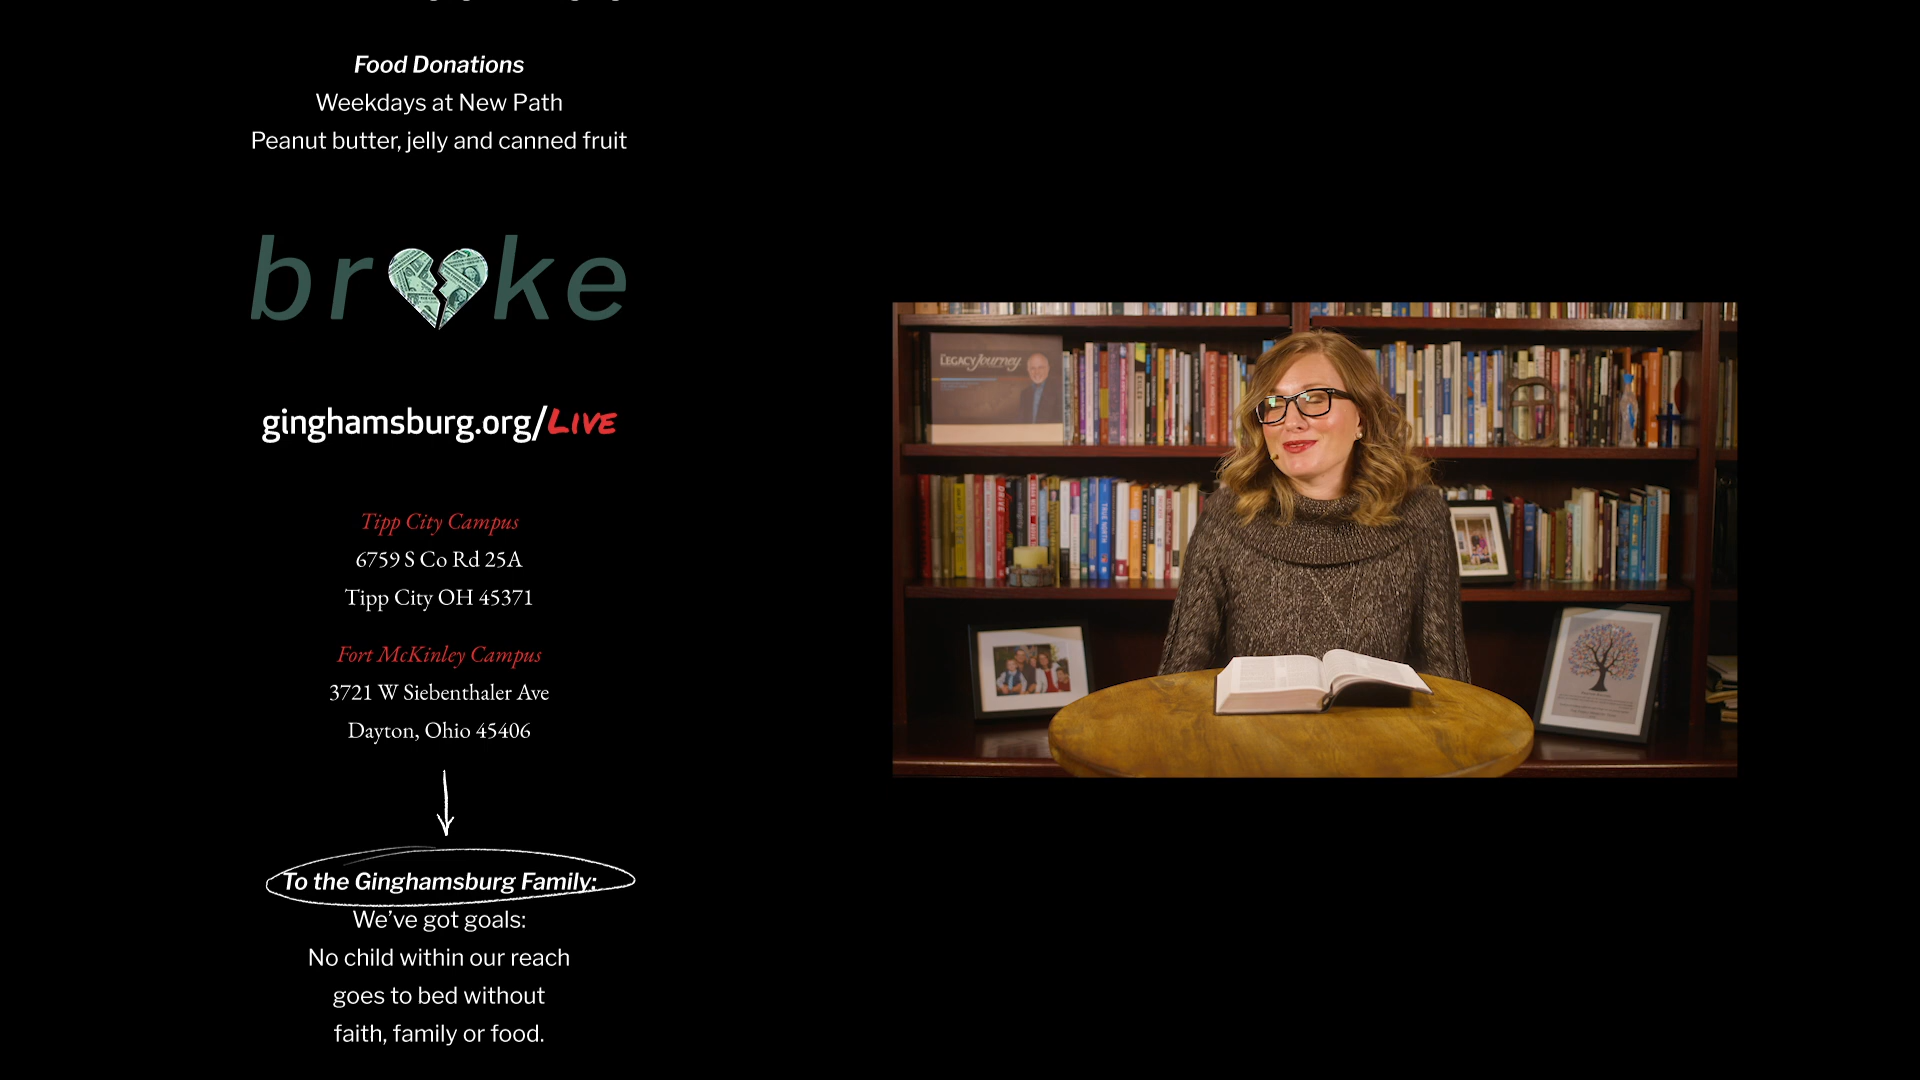 Food Donations
Weekdays at New Path
Peanut butter, jelly and canned fruit
broke
ginghamsburg.org/LIVE
Tipp City Campus
6759 S Co Rd 25A
Tipp City OH 45371
Fort McKinley Campus
3721 W Siebenthaler Ave
Dayton, Ohio 45406
To the Ginghamsburg Family:
We've got goals:
No child within our reach
goes to bed without
faith, family or food.
LEGACY Journey